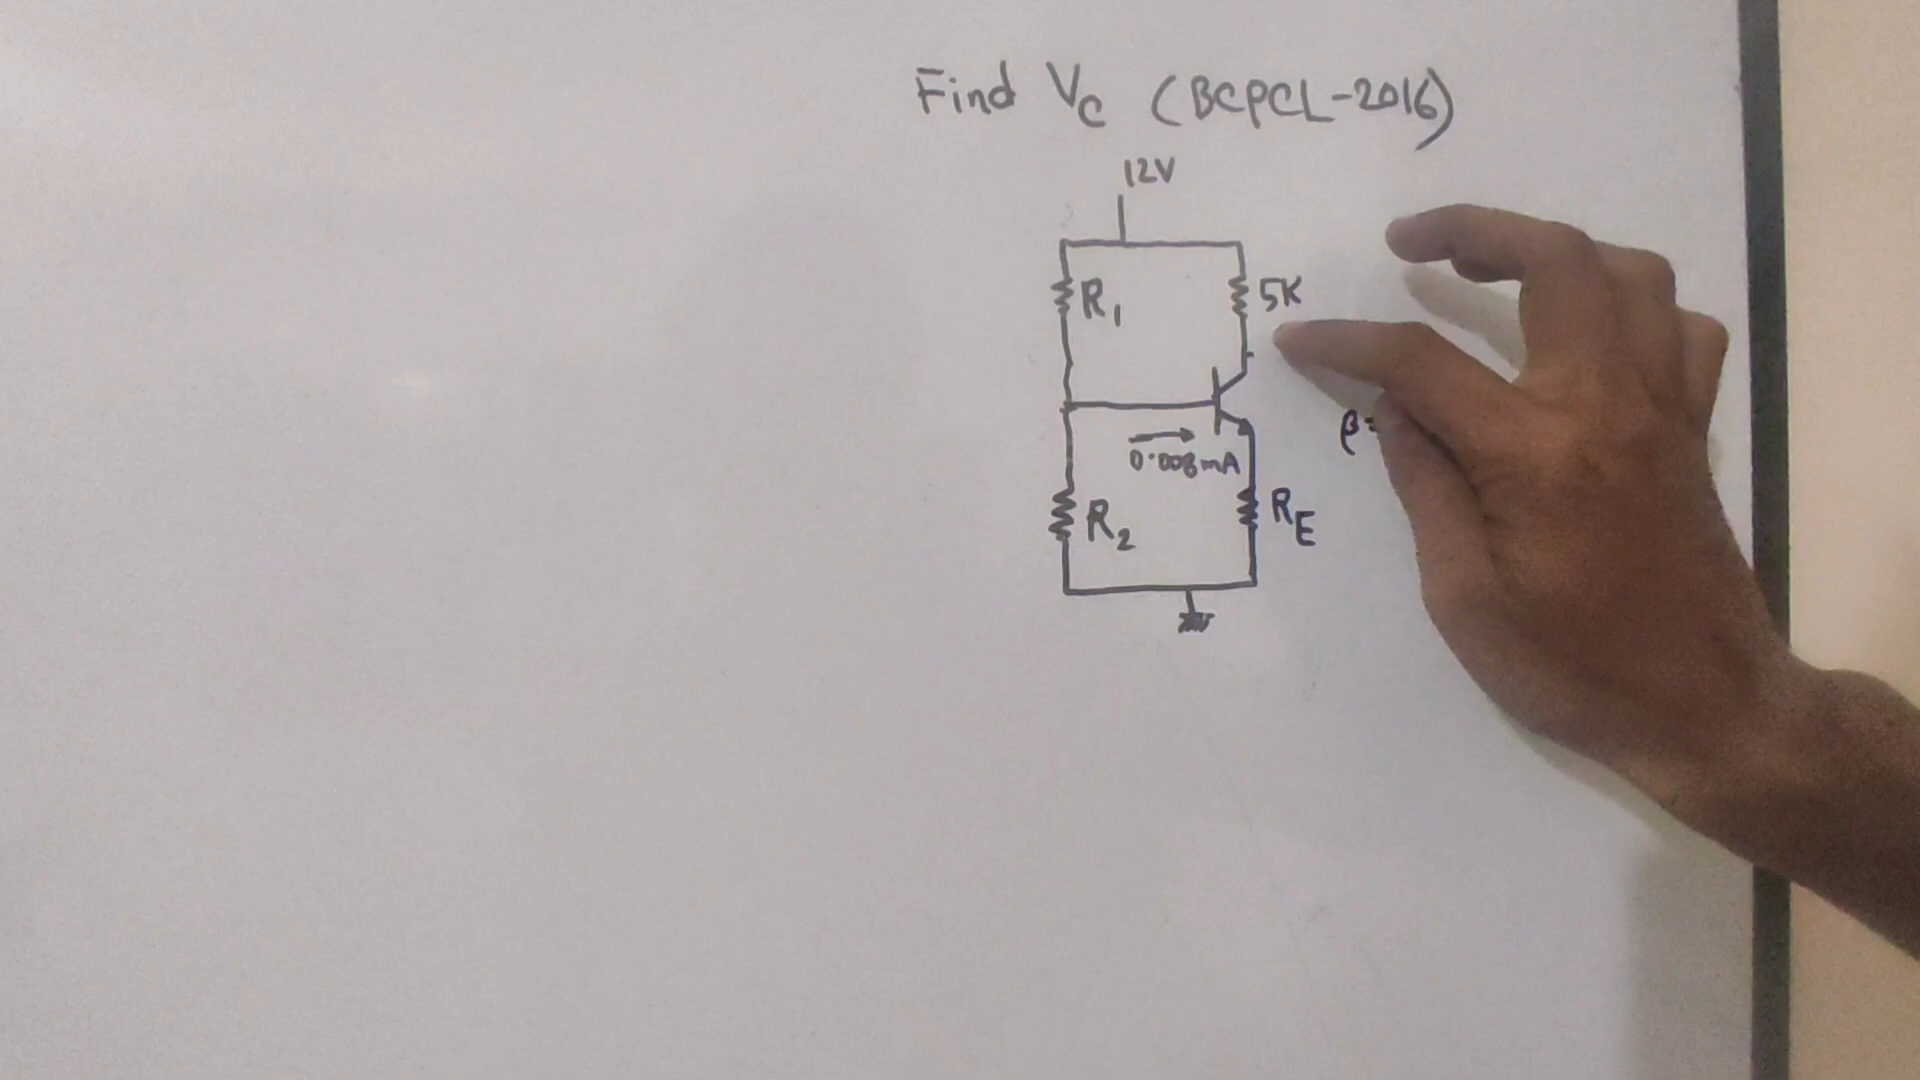 Find Vc (BCPCL-2016)
12V
R1
5K
β=
0.008mA
R2
RE